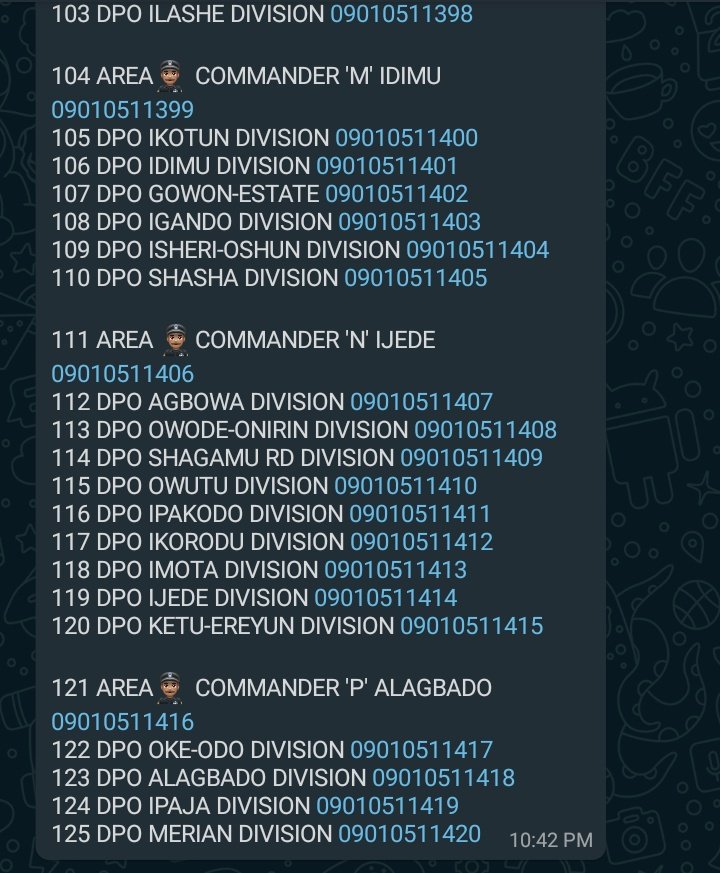 103 DPO ILASHE DIVISION 09010511398
104 AREA👮🏽 COMMANDER 'M' IDIMU
09010511399
105 DPO IKOTUN DIVISION 09010511400
106 DPO IDIMU DIVISION 09010511401
107 DPO GOWON-ESTATE 09010511402
108 DPO IGANDO DIVISION 09010511403
109 DPO ISHERI-OSHUN DIVISION 09010511404
110 DPO SHASHA DIVISION 09010511405
111 AREA 👮🏽 COMMANDER 'N' IJEDE
09010511406
112 DPO AGBOWA DIVISION 09010511407
113 DPO OWODE-ONIRIN DIVISION 09010511408
114 DPO SHAGAMU RD DIVISION 09010511409
115 DPO OWUTU DIVISION 09010511410
116 DPO IPAKODO DIVISION 09010511411
117 DPO IKORODU DIVISION 09010511412
118 DPO IMOTA DIVISION 09010511413
119 DPO IJEDE DIVISION 09010511414
120 DPO KETU-EREYUN DIVISION 09010511415
121 AREA👮🏽 COMMANDER 'P' ALAGBADO
09010511416
122 DPO OKE-ODO DIVISION 09010511417
123 DPO ALAGBADO DIVISION 09010511418
124 DPO IPAJA DIVISION 09010511419
125 DPO MERIAN DIVISION 09010511420 10:42 PM
BFF